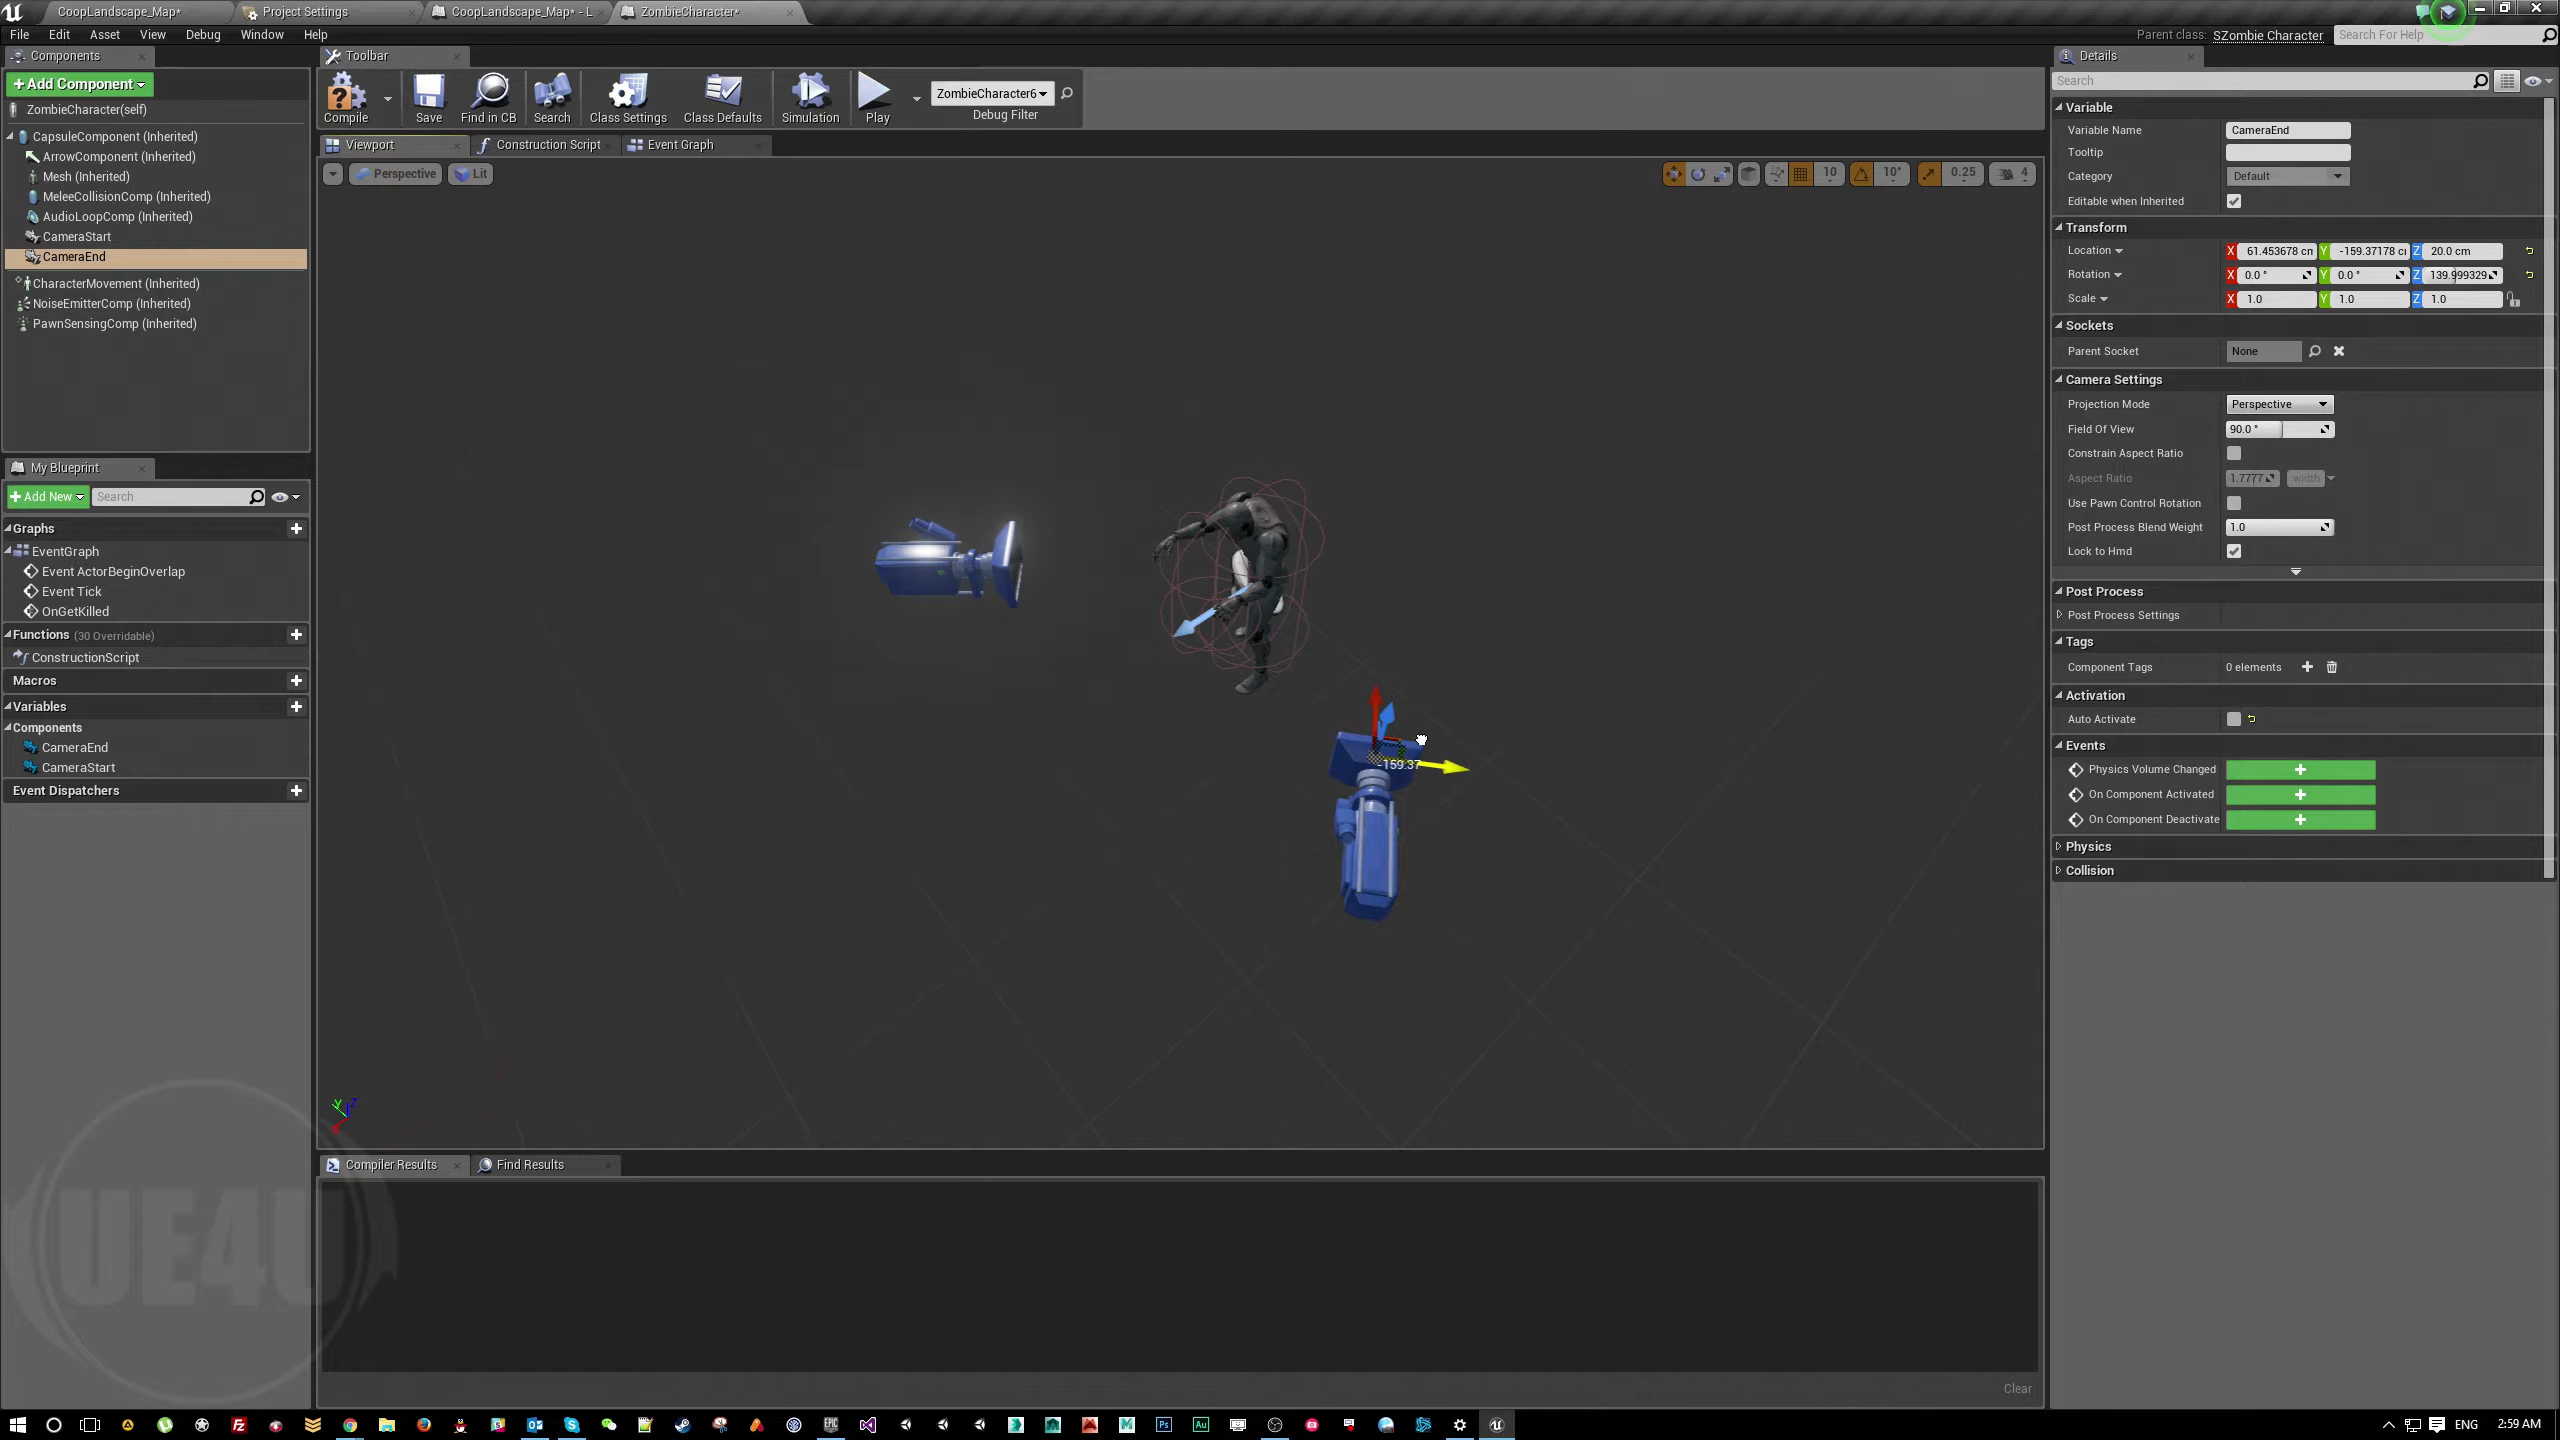 CoopLandscape_Map*
Project Settings
CoopLandscape_Map* - L
ZombieCharacter*
File Edit Asset View Debug Window Help
Parent class: SZombie Character
Search For Help
Components
+Add Component
ZombieCharacter(self)
CapsuleComponent (Inherited)
ArrowComponent (Inherited)
Mesh (Inherited)
MeleeCollisionComp (Inherited)
AudioLoopComp (Inherited)
CameraStart
CameraEnd
CharacterMovement (Inherited)
NoiseEmitterComp (Inherited)
PawnSensingComp (Inherited)
My Blueprint
+Add New
Search
Graphs
EventGraph
Event ActorBeginOverlap
Event Tick
OnGetKilled
Functions (30 Overridable)
ConstructionScript
Macros
Variables
Components
CameraEnd
CameraStart
Event Dispatchers
UE4U
Toolbar
Compile
Save
Find in CB
Search
Class Settings
Class Defaults
Simulation
Play
ZombieCharacter6
Debug Filter
Viewport
Construction Script
Event Graph
Perspective
Lit
10
10°
0.25
4
-159.37
Y
Z
X
Compiler Results
Find Results
Clear
Details
Search
Variable
Variable Name CameraEnd
Tooltip
Category Default
Editable when Inherited
Transform
Location X 61.453678 cm Y -159.37178 c Z 20.0 cm
Rotation X 0.0 ° Y 0.0 ° Z 139.999329
Scale X 1.0 Y 1.0 Z 1.0
Sockets
Parent Socket None
Camera Settings
Projection Mode Perspective
Field Of View 90.0 °
Constrain Aspect Ratio
Aspect Ratio 1.7777 width
Use Pawn Control Rotation
Post Process Blend Weight 1.0
Lock to Hmd
Post Process
Post Process Settings
Tags
Component Tags 0 elements
Activation
Auto Activate
Events
Physics Volume Changed
On Component Activated
On Component Deactivate
Physics
Collision
ENG
2:59 AM